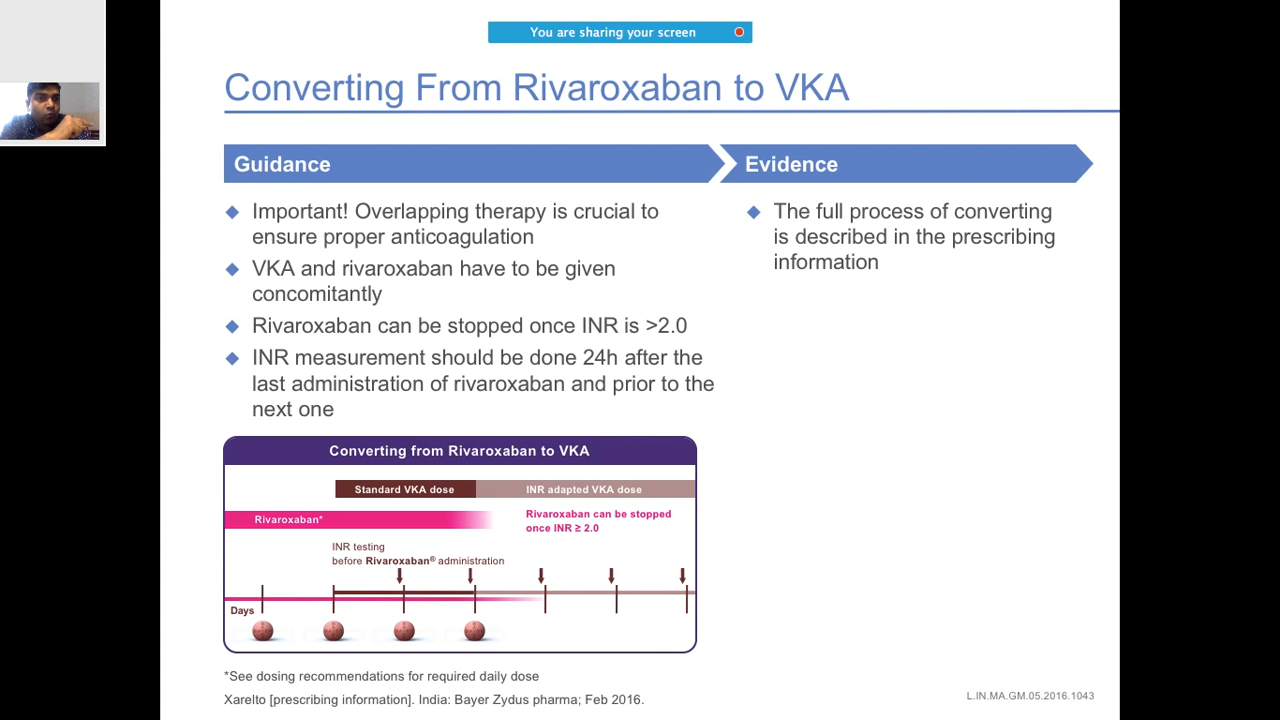 You are sharing your screen
Converting From Rivaroxaban to VKA
Guidance
Important! Overlapping therapy is crucial to
ensure proper anticoagulation
VKA and rivaroxaban have to be given
concomitantly
Rivaroxaban can be stopped once INR is >2.0
INR measurement should be done 24h after the
last administration of rivaroxaban and prior to the
next one
Evidence
The full process of converting
is described in the prescribing
information
Converting from Rivaroxaban to VKA
Standard VKA dose
INR adapted VKA dose
Rivaroxaban*
Rivaroxaban can be stopped
once INR ≥ 2.0
INR testing
before Rivaroxaban® administration
Days
*See dosing recommendations for required daily dose
Xarelto [prescribing information]. India: Bayer Zydus pharma; Feb 2016.
L.IN.MA.GM.05.2016.1043